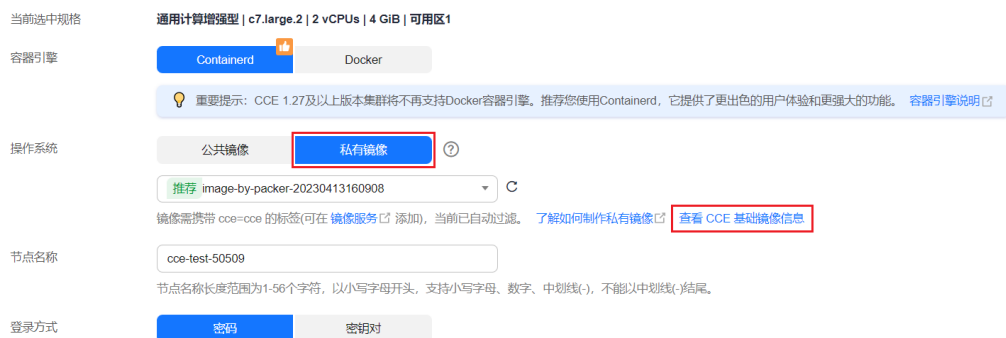 当前选中规格 通用计算增强型 | c7.large.2 | 2 vCPUs | 4 GiB | 可用区1
容器引擎 Containerd Docker
重要提示：CCE 1.27及以上版本集群将不再支持Docker容器引擎。推荐您使用Containerd，它提供了更出色的用户体验和更强大的功能。 容器引擎说明
操作系统 公共镜像 私有镜像 ?
推荐 image-by-packer-20230413160908
镜像需携带 cce=cce 的标签(可在 镜像服务 添加)，当前已自动过滤。 了解如何制作私有镜像 查看 CCE 基础镜像信息
节点名称 cce-test-50509
节点名称长度范围为1-56个字符，以小写字母开头，支持小写字母、数字、中划线(-)，不能以中划线(-)结尾。
登录方式 密码 密钥对